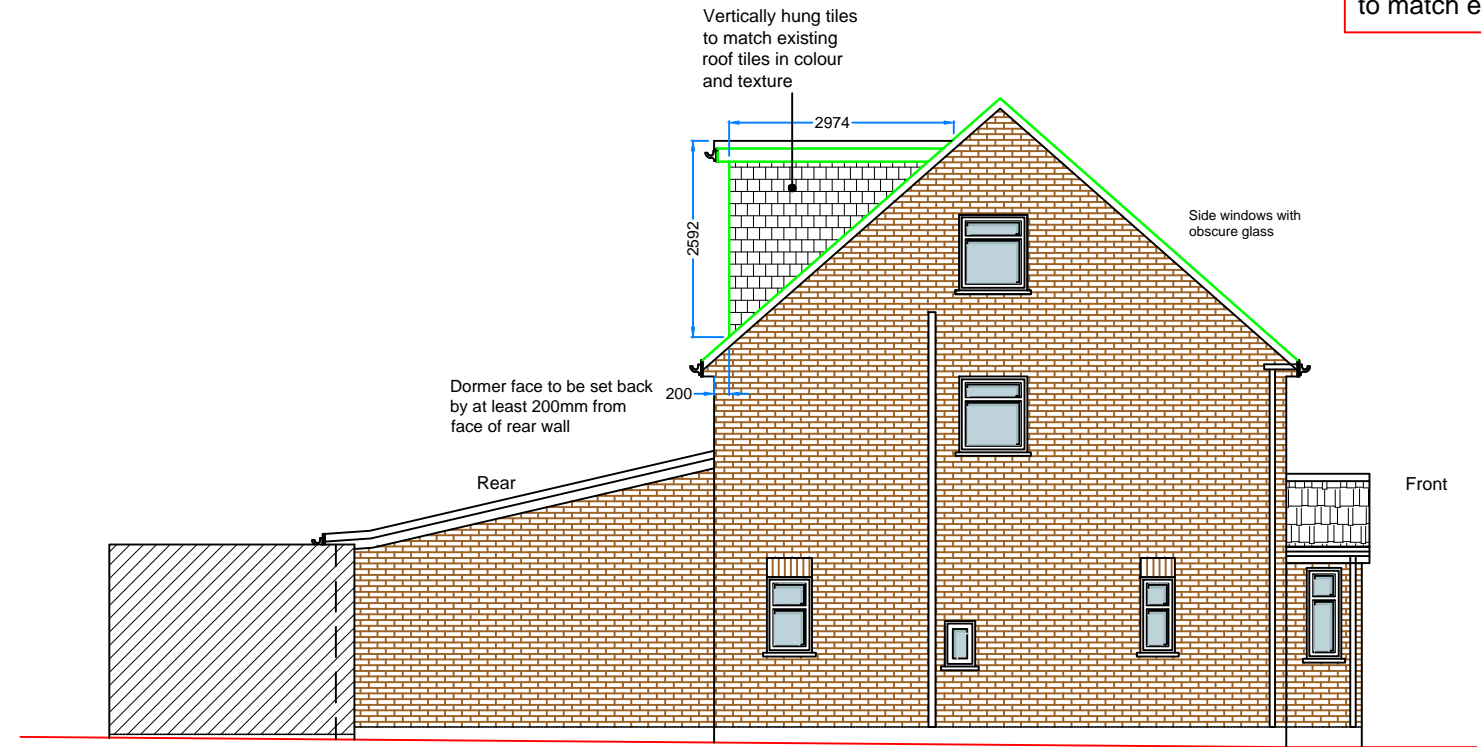 to match e
Vertically hung tiles
to match existing
roof tiles in colour
and texture
2974
2592
Side windows with
obscure glass
Dormer face to be set back
by at least 200mm from
face of rear wall
200
Rear
Front